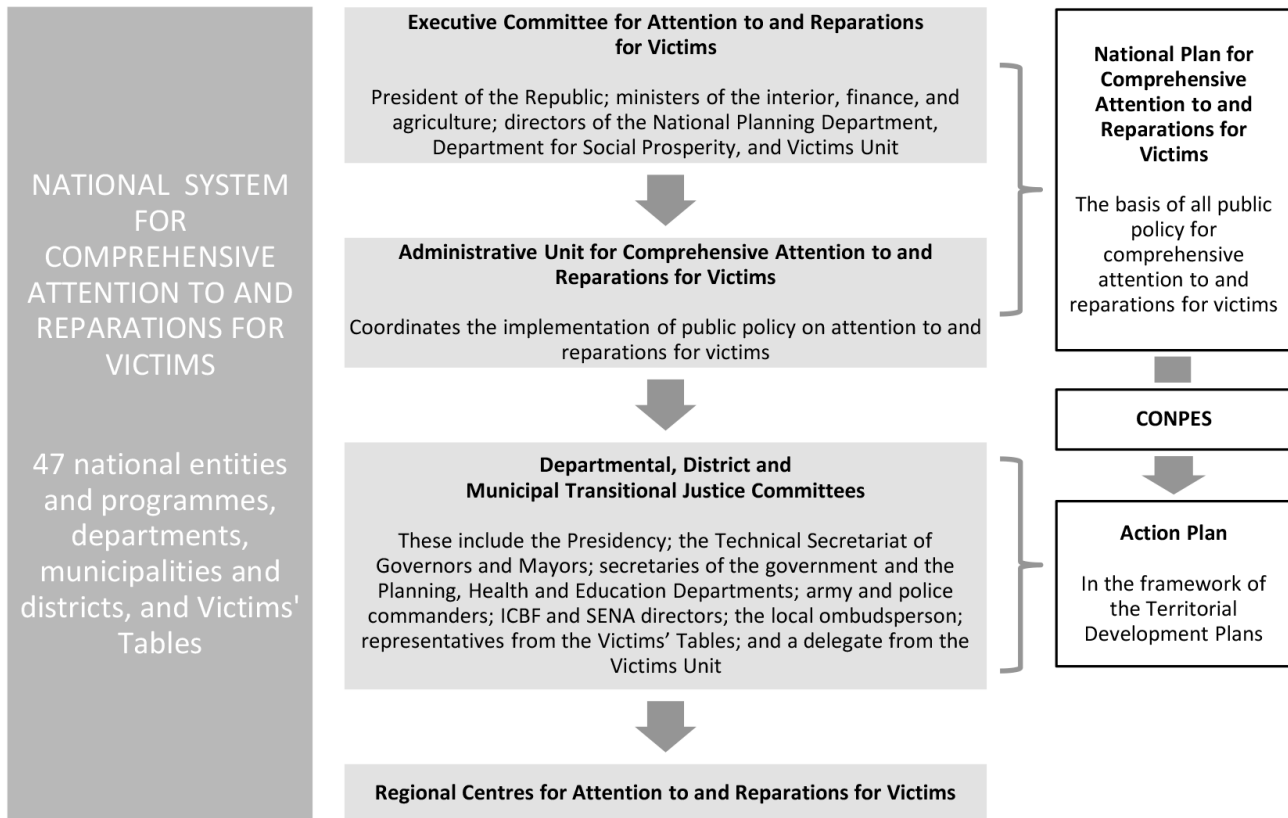 NATIONAL SYSTEM
FOR
COMPREHENSIVE
ATTENTION TO AND
REPARATIONS FOR
VICTIMS
47 national entities
and programmes,
departments,
municipalities and
districts, and Victims'
Tables
Executive Committee for Attention to and Reparations
for Victims
President of the Republic; ministers of the interior, finance, and
agriculture; directors of the National Planning Department,
Department for Social Prosperity, and Victims Unit
Administrative Unit for Comprehensive Attention to and
Reparations for Victims
Coordinates the implementation of public policy on attention to and
reparations for victims
Departmental, District and
Municipal Transitional Justice Committees
These include the Presidency; the Technical Secretariat of
Governors and Mayors; secretaries of the government and the
Planning, Health and Education Departments; army and police
commanders; ICBF and SENA directors; the local ombudsperson;
representatives from the Victims’ Tables; and a delegate from the
Victims Unit
Regional Centres for Attention to and Reparations for Victims
National Plan for
Comprehensive
Attention to and
Reparations for
Victims
The basis of all public
policy for
comprehensive
attention to and
reparations for victims
CONPES
Action Plan
In the framework of
the Territorial
Development Plans